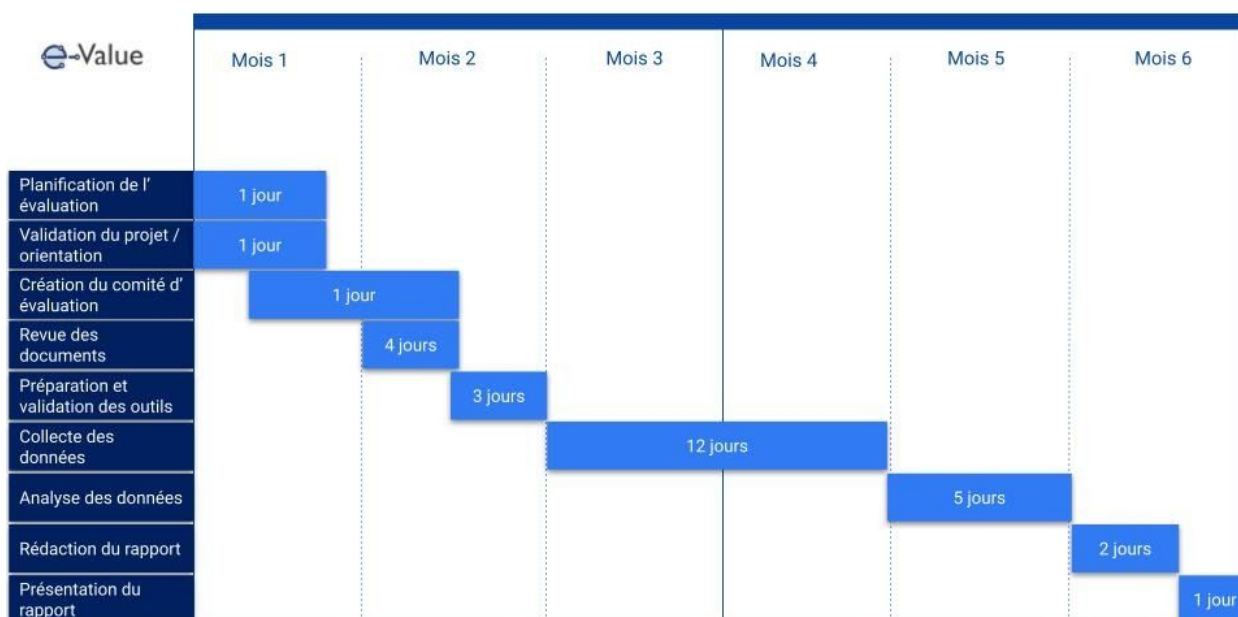 e-Value
Mois 1
Mois 2
Mois 3
Mois 4
Mois 5
Mois 6
Planification de l’
évaluation
1 jour
Validation du projet /
orientation
1 jour
Création du comité d’
évaluation
1 jour
Revue des
documents
4 jours
Préparation et
validation des outils
3 jours
Collecte des
données
12 jours
Analyse des données
5 jours
Rédaction du rapport
2 jours
Présentation du
rapport
1 jour